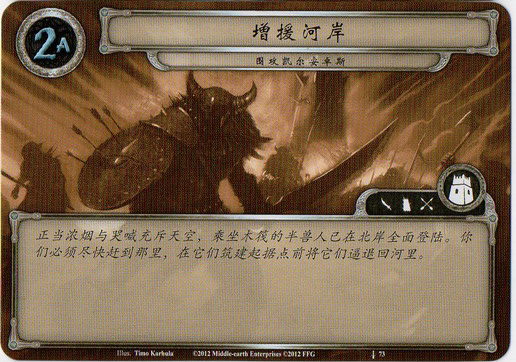 2A
增援河岸
围攻凯尔安卓斯
正当浓烟与哭喊充斥天空，乘坐木筏的半兽人已在北岸全面登陆。你
们必须尽快赶到那里，在它们筑建起据点前将它们逼退回河里。
Illus. Timo Karhula ©2012 Middle-earth Enterprises ©2012 FFG 73